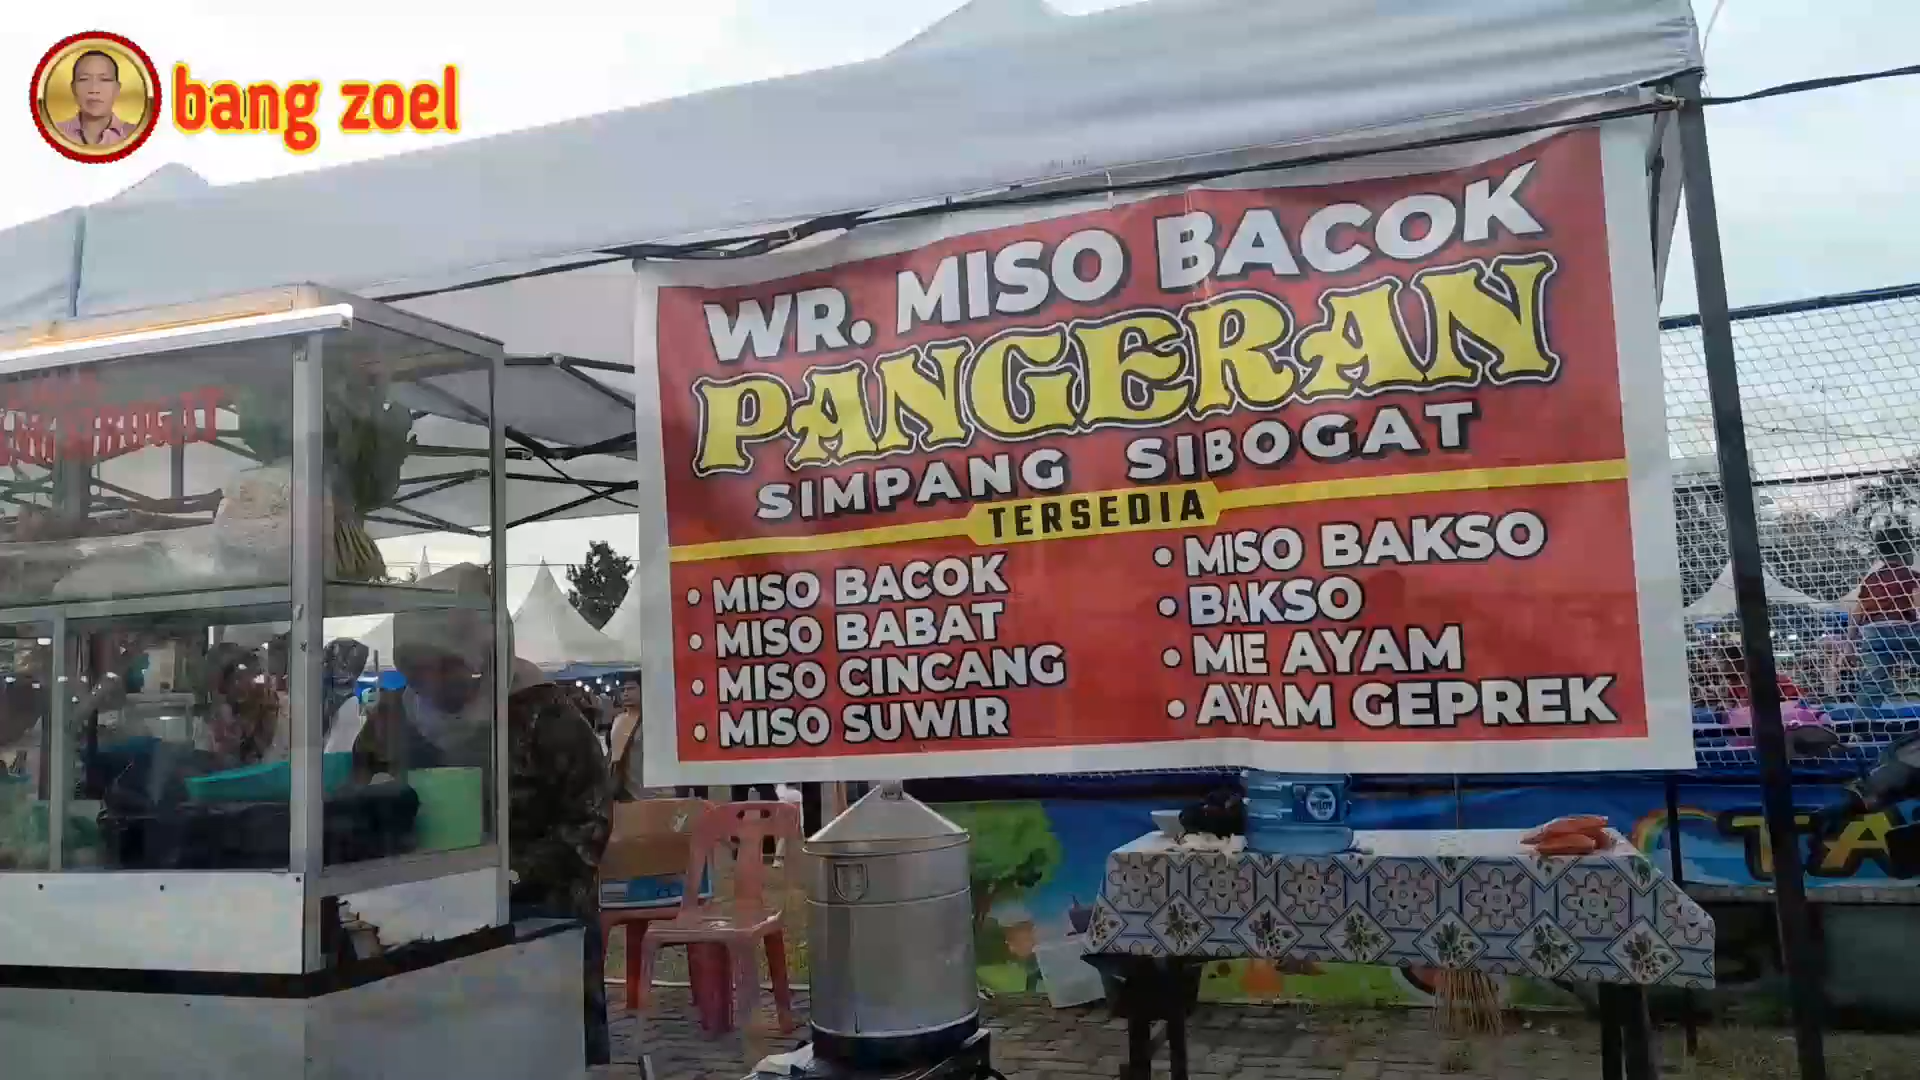 bang zoel
WR. MISO BACOK
PANGERAN
SIMPANG SIBOGAT
TERSEDIA
• MISO BACOK
• MISO BABAT
• MISO CINCANG
• MISO SUWIR
• MISO BAKSO
• BAKSO
• MIE AYAM
• AYAM GEPREK